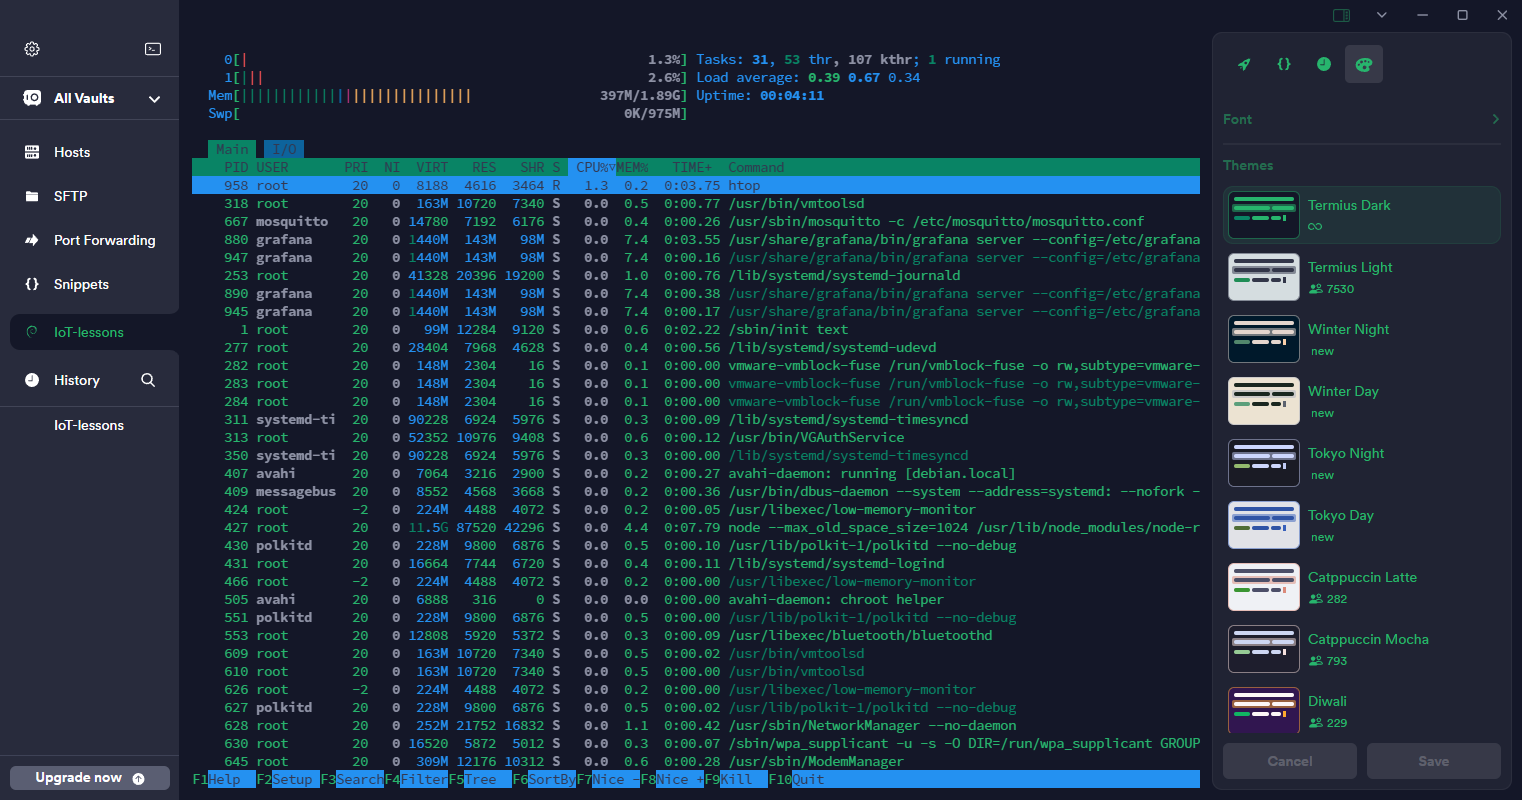 All Vaults
Hosts
SFTP
Port Forwarding
{} Snippets
IoT-lessons
History
IoT-lessons
Upgrade now
0[| 1.3%] Tasks: 31, 53 thr, 107 kthr; 1 running
1[||| 2.6%] Load average: 0.39 0.67 0.34
Mem[||||||||||||||||||||||||||||| 397M/1.89G] Uptime: 00:04:11
Swp[ 0K/975M]
Main I/O
PID USER PRI NI VIRT RES SHR S CPU%▽MEM% TIME+ Command
958 root 20 0 8188 4616 3464 R 1.3 0.2 0:03.75 htop
318 root 20 0 163M 10720 7340 S 0.0 0.5 0:00.77 /usr/bin/vmtoolsd
667 mosquitto 20 0 14780 7192 6176 S 0.0 0.4 0:00.26 /usr/sbin/mosquitto -c /etc/mosquitto/mosquitto.conf
880 grafana 20 0 1440M 143M 98M S 0.0 7.4 0:03.55 /usr/share/grafana/bin/grafana server --config=/etc/grafana
947 grafana 20 0 1440M 143M 98M S 0.0 7.4 0:00.16 /usr/share/grafana/bin/grafana server --config=/etc/grafana
253 root 20 0 41328 20396 19200 S 0.0 1.0 0:00.76 /lib/systemd/systemd-journald
890 grafana 20 0 1440M 143M 98M S 0.0 7.4 0:00.38 /usr/share/grafana/bin/grafana server --config=/etc/grafana
945 grafana 20 0 1440M 143M 98M S 0.0 7.4 0:00.17 /usr/share/grafana/bin/grafana server --config=/etc/grafana
1 root 20 0 99M 12284 9120 S 0.0 0.6 0:02.22 /sbin/init text
277 root 20 0 28404 7968 4628 S 0.0 0.4 0:00.56 /lib/systemd/systemd-udevd
282 root 20 0 148M 2304 16 S 0.0 0.1 0:00.00 vmware-vmblock-fuse /run/vmblock-fuse -o rw,subtype=vmware-
283 root 20 0 148M 2304 16 S 0.0 0.1 0:00.00 vmware-vmblock-fuse /run/vmblock-fuse -o rw,subtype=vmware-
284 root 20 0 148M 2304 16 S 0.0 0.1 0:00.00 vmware-vmblock-fuse /run/vmblock-fuse -o rw,subtype=vmware-
311 systemd-ti 20 0 90228 6924 5976 S 0.0 0.3 0:00.09 /lib/systemd/systemd-timesyncd
313 root 20 0 52352 10976 9408 S 0.0 0.6 0:00.12 /usr/bin/VGAuthService
350 systemd-ti 20 0 90228 6924 5976 S 0.0 0.3 0:00.00 /lib/systemd/systemd-timesyncd
407 avahi 20 0 7064 3216 2900 S 0.0 0.2 0:00.27 avahi-daemon: running [debian.local]
409 messagebus 20 0 8552 4568 3668 S 0.0 0.2 0:00.36 /usr/bin/dbus-daemon --system --address=systemd: --nofork -
424 root -2 0 224M 4488 4072 S 0.0 0.2 0:00.05 /usr/libexec/low-memory-monitor
427 root 20 0 11.5G 87520 42296 S 0.0 4.4 0:07.79 node --max_old_space_size=1024 /usr/lib/node_modules/node-r
430 polkitd 20 0 228M 9800 6876 S 0.0 0.5 0:00.10 /usr/lib/polkit-1/polkitd --no-debug
431 root 20 0 16664 7744 6720 S 0.0 0.4 0:00.11 /lib/systemd/systemd-logind
466 root -2 0 224M 4488 4072 S 0.0 0.2 0:00.00 /usr/libexec/low-memory-monitor
505 avahi 20 0 6888 316 0 S 0.0 0.0 0:00.00 avahi-daemon: chroot helper
551 polkitd 20 0 228M 9800 6876 S 0.0 0.5 0:00.00 /usr/lib/polkit-1/polkitd --no-debug
553 root 20 0 12808 5920 5372 S 0.0 0.3 0:00.09 /usr/libexec/bluetooth/bluetoothd
609 root 20 0 163M 10720 7340 S 0.0 0.5 0:00.02 /usr/bin/vmtoolsd
610 root 20 0 163M 10720 7340 S 0.0 0.5 0:00.00 /usr/bin/vmtoolsd
626 root -2 0 224M 4488 4072 S 0.0 0.2 0:00.00 /usr/libexec/low-memory-monitor
627 polkitd 20 0 228M 9800 6876 S 0.0 0.5 0:00.02 /usr/lib/polkit-1/polkitd --no-debug
628 root 20 0 252M 21752 16832 S 0.0 1.1 0:00.42 /usr/sbin/NetworkManager --no-daemon
630 root 20 0 16520 5872 5012 S 0.0 0.3 0:00.07 /sbin/wpa_supplicant -u -s -O DIR=/run/wpa_supplicant GROUP
645 root 20 0 309M 12176 10312 S 0.0 0.6 0:00.28 /usr/sbin/ModemManager
F1Help F2Setup F3SearchF4FilterF5Tree F6SortByF7Nice -F8Nice +F9Kill F10Quit
{}
Font
Themes
Termius Dark
∞
Termius Light
7530
Winter Night
new
Winter Day
new
Tokyo Night
new
Tokyo Day
new
Catppuccin Latte
282
Catppuccin Mocha
793
Diwali
229
Cancel Save